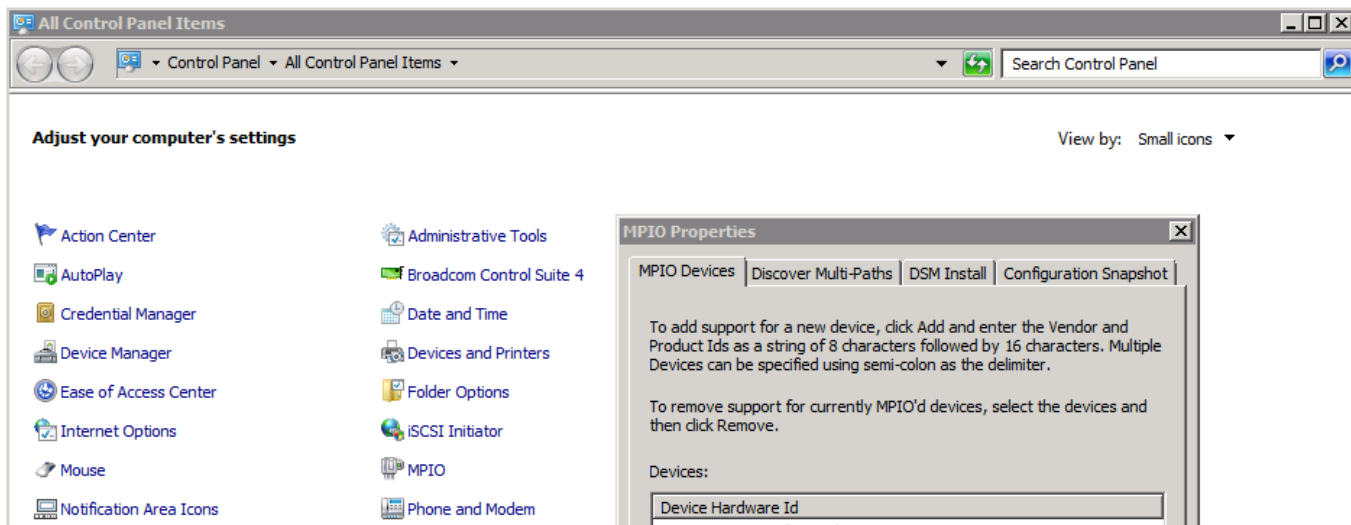 All Control Panel Items
Control Panel All Control Panel Items
Search Control Panel
Adjust your computer's settings
View by: Small icons
Action Center
Administrative Tools
AutoPlay
Broadcom Control Suite 4
Credential Manager
Date and Time
Device Manager
Devices and Printers
Ease of Access Center
Folder Options
Internet Options
iSCSI Initiator
Mouse
MPIO
Notification Area Icons
Phone and Modem
MPIO Properties
MPIO Devices Discover Multi-Paths DSM Install Configuration Snapshot
To add support for a new device, click Add and enter the Vendor and
Product Ids as a string of 8 characters followed by 16 characters. Multiple
Devices can be specified using semi-colon as the delimiter.
To remove support for currently MPIO'd devices, select the devices and
then click Remove.
Devices:
Device Hardware Id